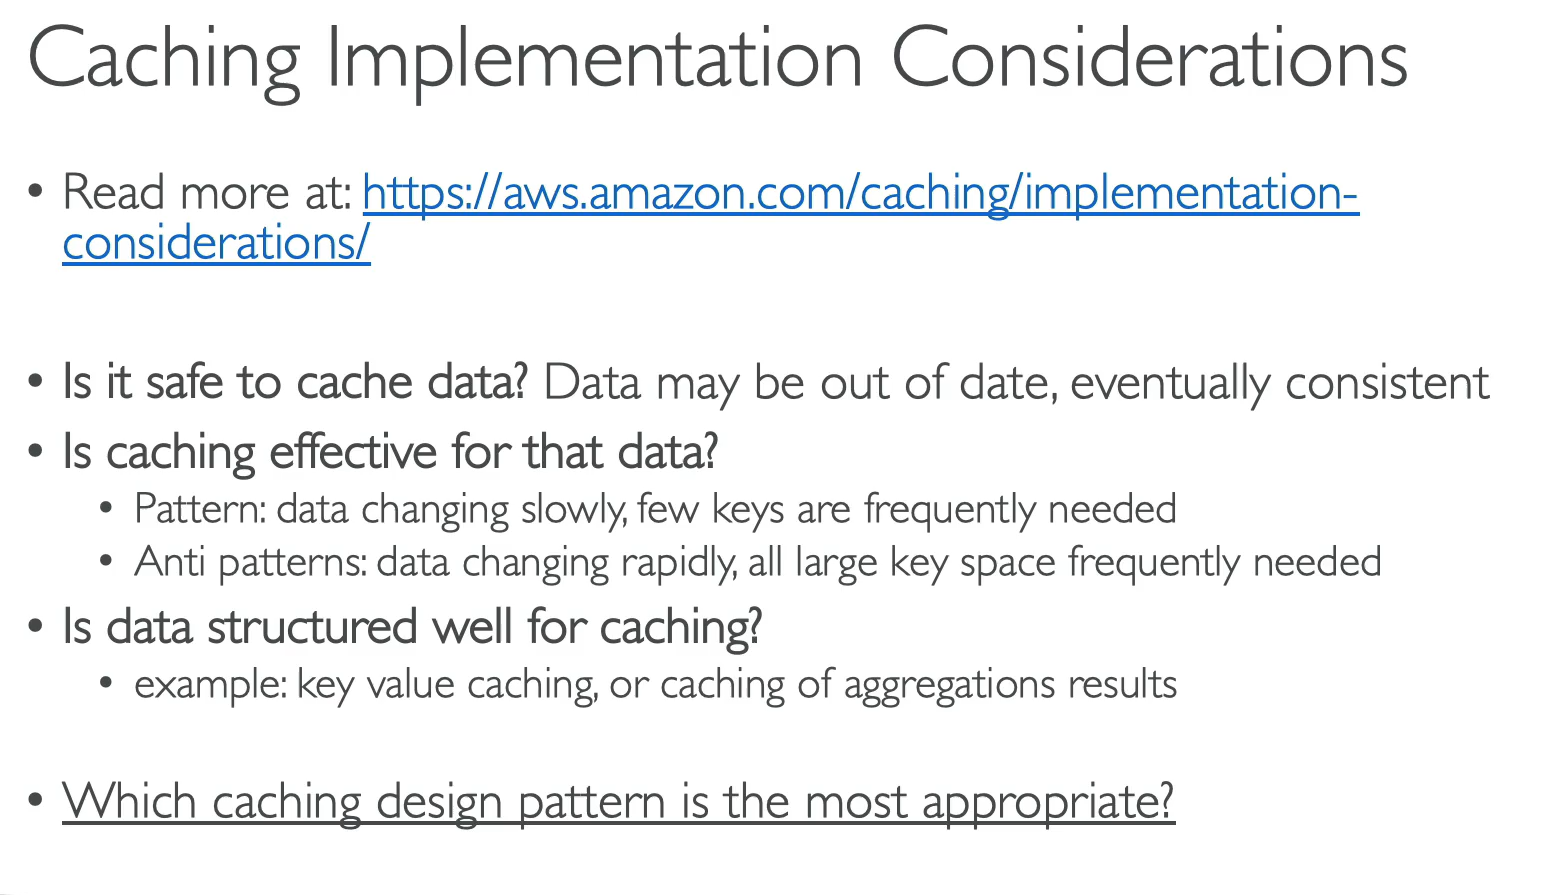 Caching Implementation Considerations
• Read more at: https://aws.amazon.com/caching/implementation-
considerations/
• Is it safe to cache data? Data may be out of date, eventually consistent
• Is caching effective for that data?
• Pattern: data changing slowly, few keys are frequently needed
• Anti patterns: data changing rapidly, all large key space frequently needed
• Is data structured well for caching?
• example: key value caching, or caching of aggregations results
• Which caching design pattern is the most appropriate?